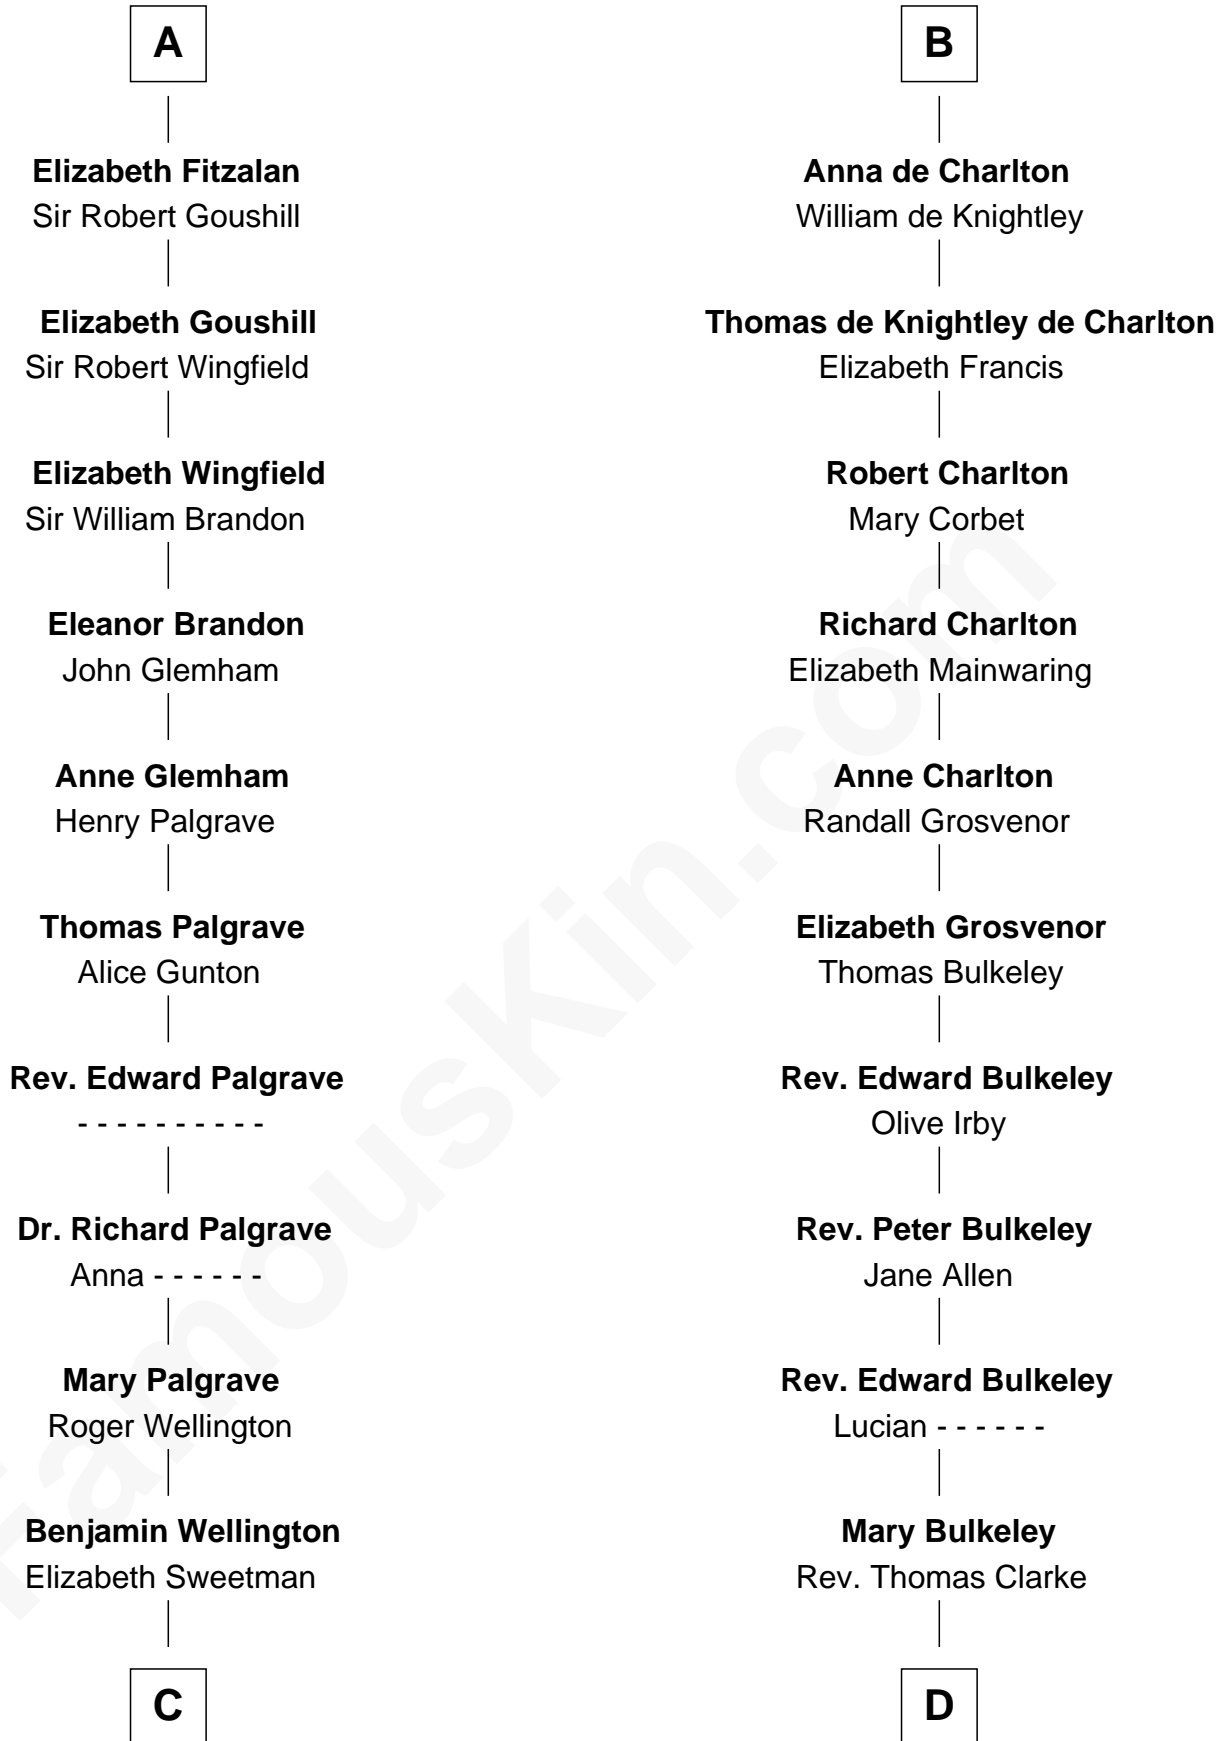 A
Elizabeth Fitzalan
Sir Robert Goushill
Elizabeth Goushill
Sir Robert Wingfield
Elizabeth Wingfield
Sir William Brandon
Eleanor Brandon
John Glemham
Anne Glemham
Henry Palgrave
Thomas Palgrave
Alice Gunton
Rev. Edward Palgrave
- - - - - - - - - -
Dr. Richard Palgrave
Anna - - - - - -
Mary Palgrave
Roger Wellington
Benjamin Wellington
Elizabeth Sweetman
C
B
Anna de Charlton
William de Knightley
Thomas de Knightley de Charlton
Elizabeth Francis
Robert Charlton
Mary Corbet
Richard Charlton
Elizabeth Mainwaring
Anne Charlton
Randall Grosvenor
Elizabeth Grosvenor
Thomas Bulkeley
Rev. Edward Bulkeley
Olive Irby
Rev. Peter Bulkeley
Jane Allen
Rev. Edward Bulkeley
Lucian - - - - - -
Mary Bulkeley
Rev. Thomas Clarke
D
FamousKin.com